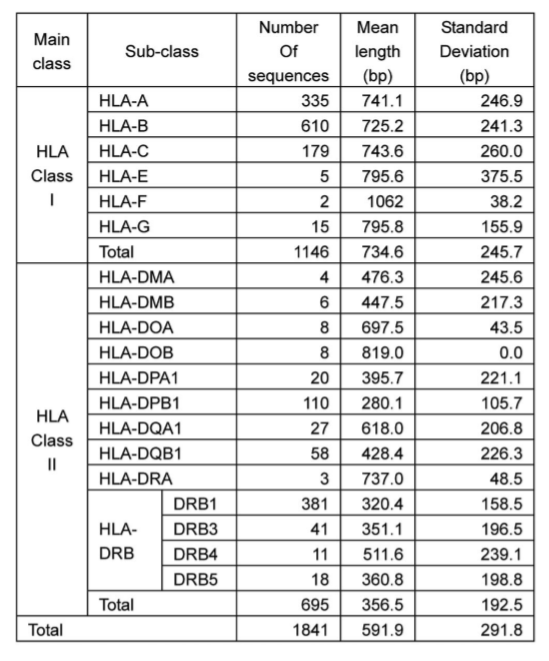 Main class Sub-class Number Of sequences Mean length (bp) Standard Deviation (bp)
HLA Class I
HLA-A 335 741.1 246.9
HLA-B 610 725.2 241.3
HLA-C 179 743.6 260.0
HLA-E 5 795.6 375.5
HLA-F 2 1062 38.2
HLA-G 15 795.8 155.9
Total 1146 734.6 245.7
HLA Class II
HLA-DMA 4 476.3 245.6
HLA-DMB 6 447.5 217.3
HLA-DOA 8 697.5 43.5
HLA-DOB 8 819.0 0.0
HLA-DPA1 20 395.7 221.1
HLA-DPB1 110 280.1 105.7
HLA-DQA1 27 618.0 206.8
HLA-DQB1 58 428.4 226.3
HLA-DRA 3 737.0 48.5
HLA-DRB
DRB1 381 320.4 158.5
DRB3 41 351.1 196.5
DRB4 11 511.6 239.1
DRB5 18 360.8 198.8
Total 695 356.5 192.5
Total 1841 591.9 291.8